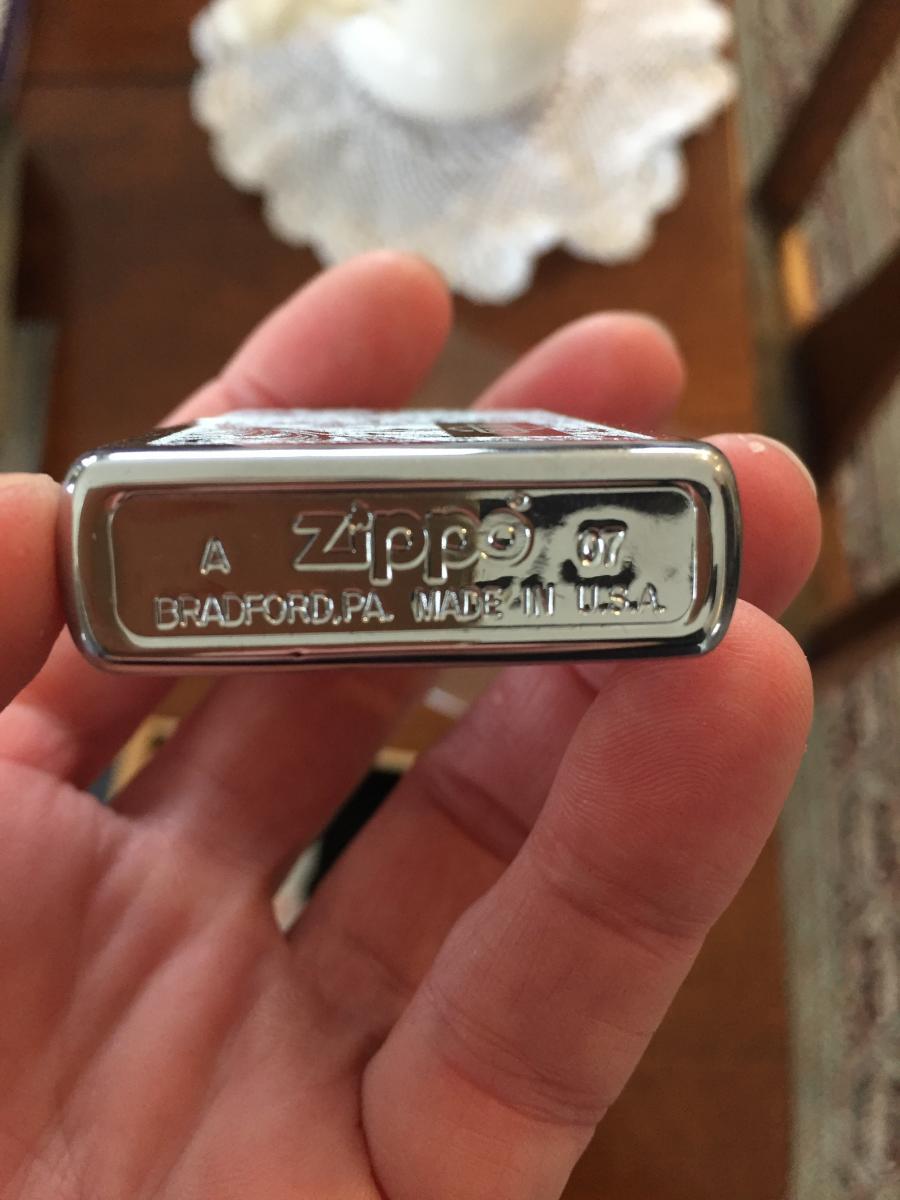 A Zippo® 07
BRADFORD,PA. MADE IN U.S.A.